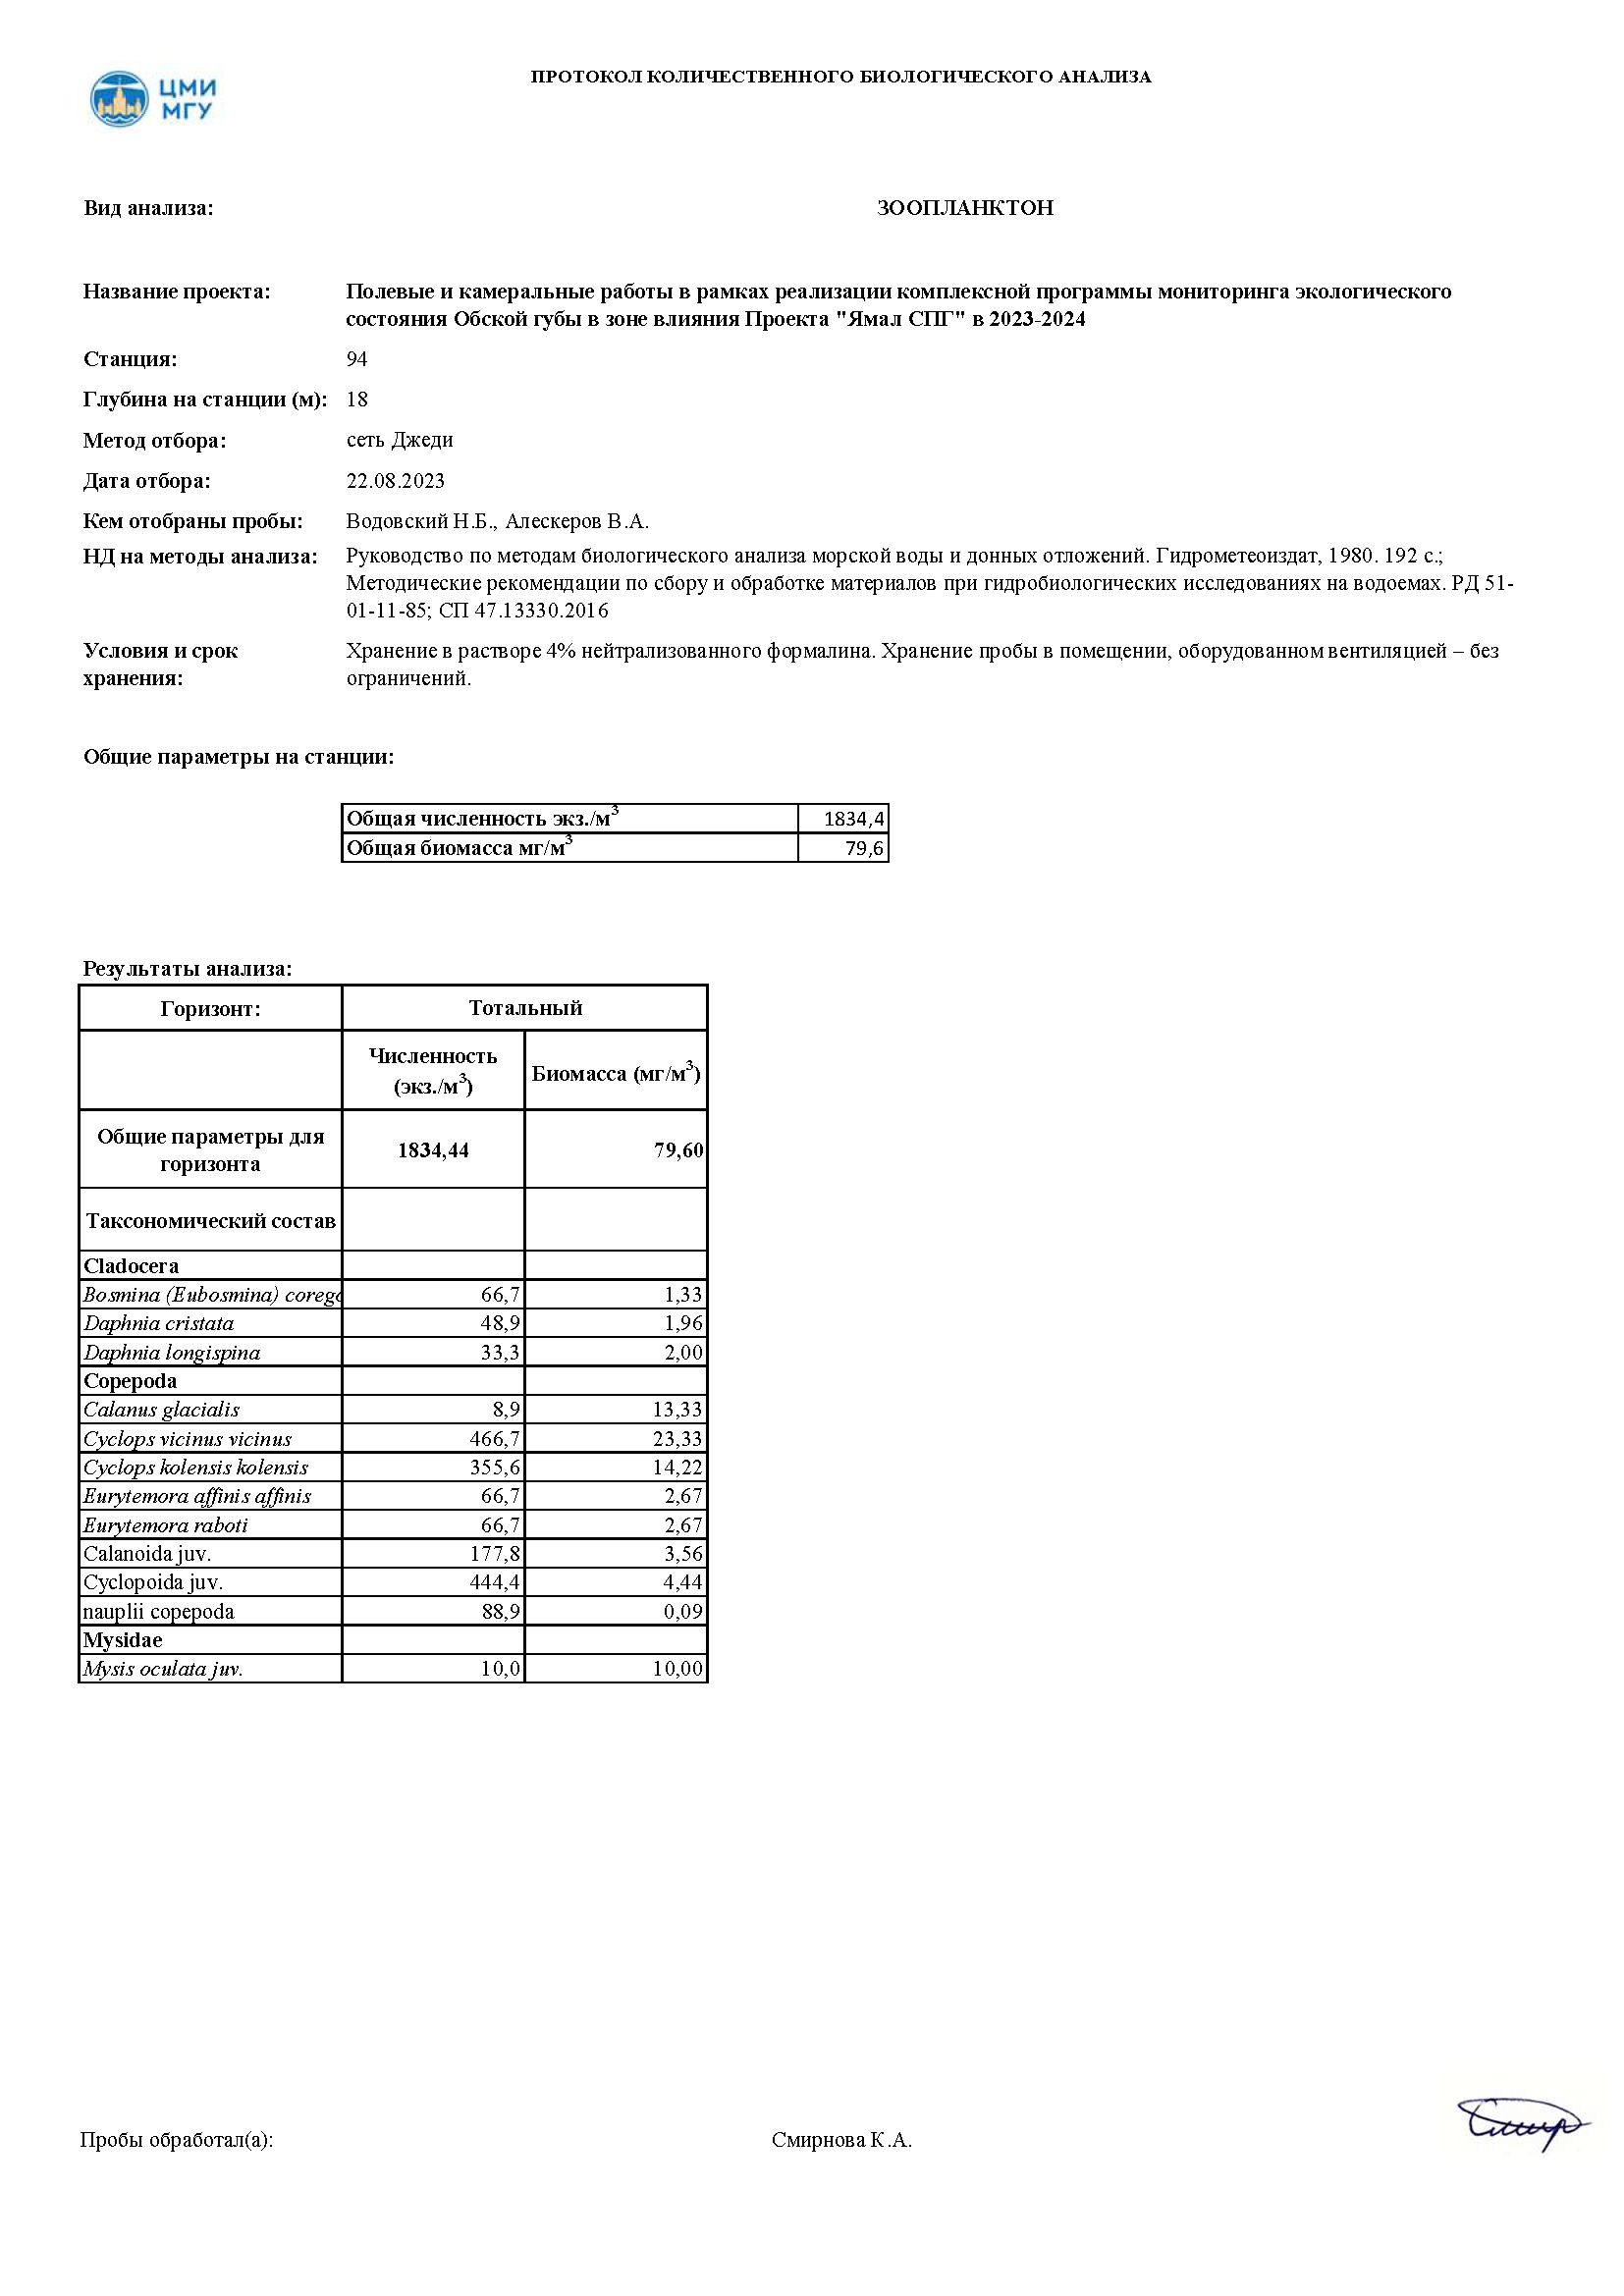 ЦМИ
МГУ
ПРОТОКОЛ КОЛИЧЕСТВЕННОГО БИОЛОГИЧЕСКОГО АНАЛИЗА
Вид анализа: ЗООПЛАНКТОН
Название проекта: Полевые и камеральные работы в рамках реализации комплексной программы мониторинга экологического
состояния Обской губы в зоне влияния Проекта "Ямал СПГ" в 2023-2024
Станция: 94
Глубина на станции (м): 18
Метод отбора: сеть Джеди
Дата отбора: 22.08.2023
Кем отобраны пробы: Водовский Н.Б., Алескеров В.А.
НД на методы анализа: Руководство по методам биологического анализа морской воды и донных отложений. Гидрометеоиздат, 1980. 192 с.;
Методические рекомендации по сбору и обработке материалов при гидробиологических исследованиях на водоемах. РД 51-
01-11-85; СП 47.13330.2016
Условия и срок Хранение в растворе 4% нейтрализованного формалина. Хранение пробы в помещении, оборудованном вентиляцией – без
хранения: ограничений.
Общие параметры на станции:
Общая численность экз./м3 1834,4
Общая биомасса мг/м3 79,6
Результаты анализа:
Горизонт: Тотальный
Численность
(экз./м3) Биомасса (мг/м3)
Общие параметры для
горизонта 1834,44 79,60
Таксономический состав
Cladocera
Bosmina (Eubosmina) corego 66,7 1,33
Daphnia cristata 48,9 1,96
Daphnia longispina 33,3 2,00
Copepoda
Calanus glacialis 8,9 13,33
Cyclops vicinus vicinus 466,7 23,33
Cyclops kolensis kolensis 355,6 14,22
Eurytemora affinis affinis 66,7 2,67
Eurytemora raboti 66,7 2,67
Calanoida juv. 177,8 3,56
Cyclopoida juv. 444,4 4,44
nauplii copepoda 88,9 0,09
Mysidae
Mysis oculata juv. 10,0 10,00
Пробы обработал(а): Смирнова К.А.